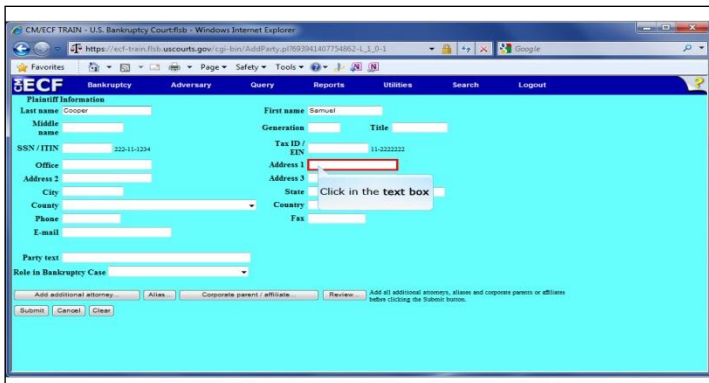 CM/ECF TRAIN - U.S. Bankruptcy Court:flsb - Windows Internet Explorer
https://ecf-train.flsb.uscourts.gov/cgi-bin/AddParty.pl?693941407754862-L_1_0-1
Google
Favorites Page Safety Tools
ECF Bankruptcy Adversary Query Reports Utilities Search Logout
Plaintiff Information
Last name Cooper First name Samuel
Middle name Generation Title
SSN / ITIN 222-11-1234 Tax ID / EIN 11-2222222
Office Address 1
Address 2 Address 3
City State
County Country
Phone Fax
E-mail
Click in the text box
Party text
Role in Bankruptcy Case
Add additional attorney... Alias... Corporate parent / affiliate... Review... Add all additional attorneys, aliases and corporate parents or affiliates
before clicking the Submit button.
Submit Cancel Clear